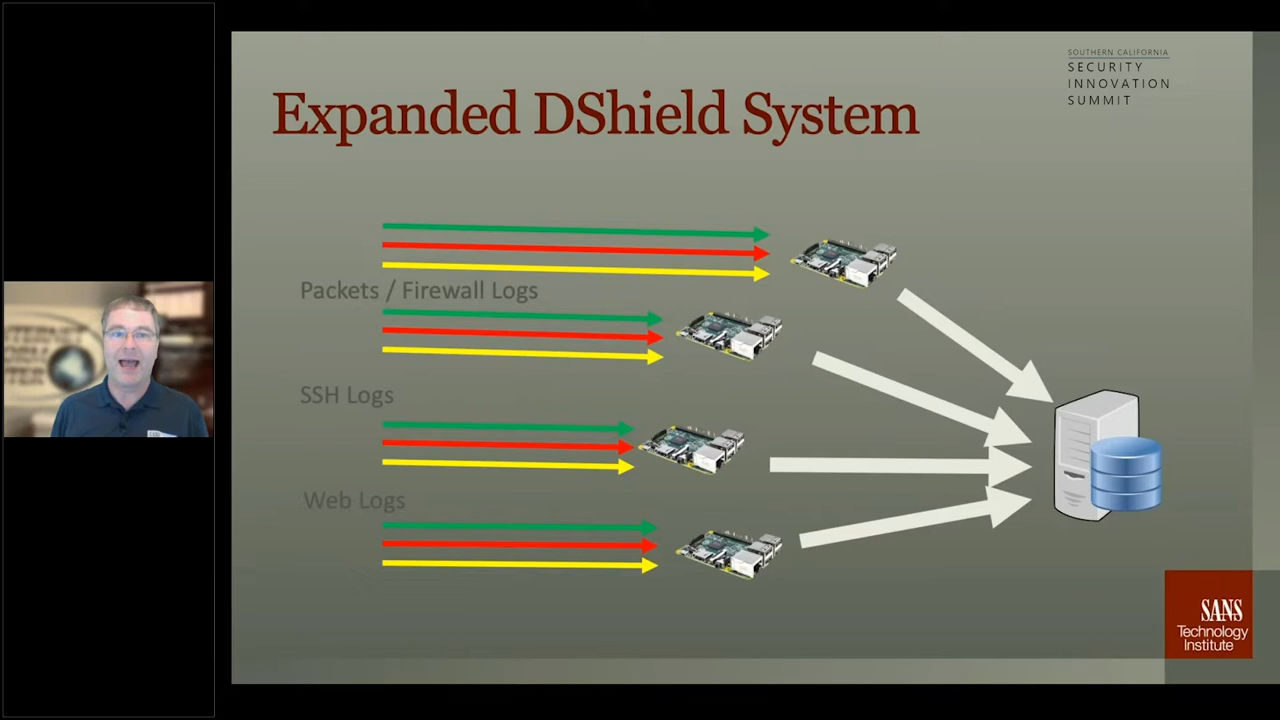 SOUTHERN CALIFORNIA
SECURITY
INNOVATION
SUMMIT
Expanded DShield System
Packets / Firewall Logs
SSH Logs
Web Logs
SANS
Technology
Institute